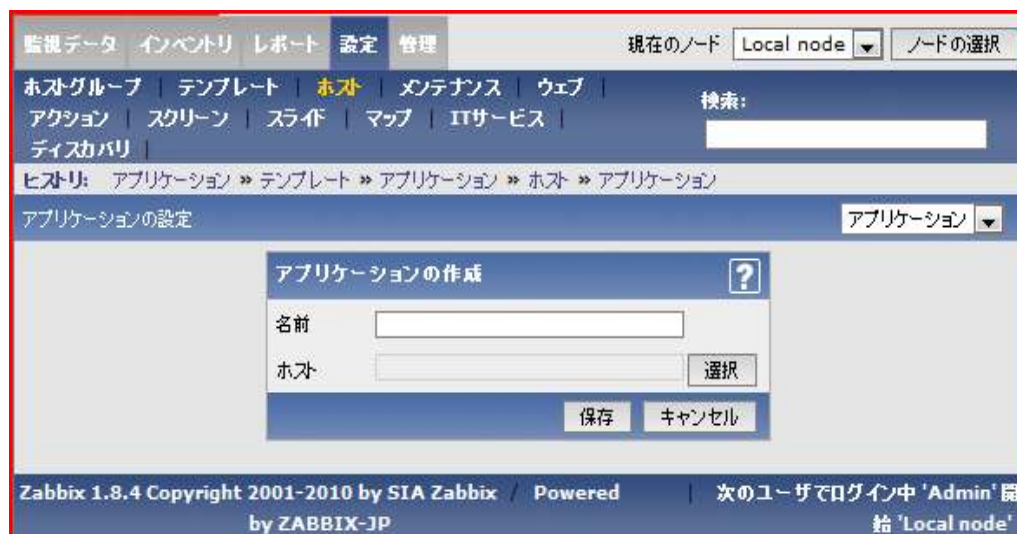 監視データ インベントリ レポート 設定 管理 現在のノード Local node ノードの選択
ホストグループ | テンプレート | ホスト | メンテナンス | ウェブ |
アクション | スクリーン | スライド | マップ | ITサービス |
ディスカバリ |
検索:
ヒストリ: アプリケーション » テンプレート » アプリケーション » ホスト » アプリケーション
アプリケーションの設定 アプリケーション
アプリケーションの作成 ?
名前
ホスト 選択
保存 キャンセル
Zabbix 1.8.4 Copyright 2001-2010 by SIA Zabbix / Powered
by ZABBIX-JP
| 次のユーザでログイン中 'Admin' 開
始 'Local node'